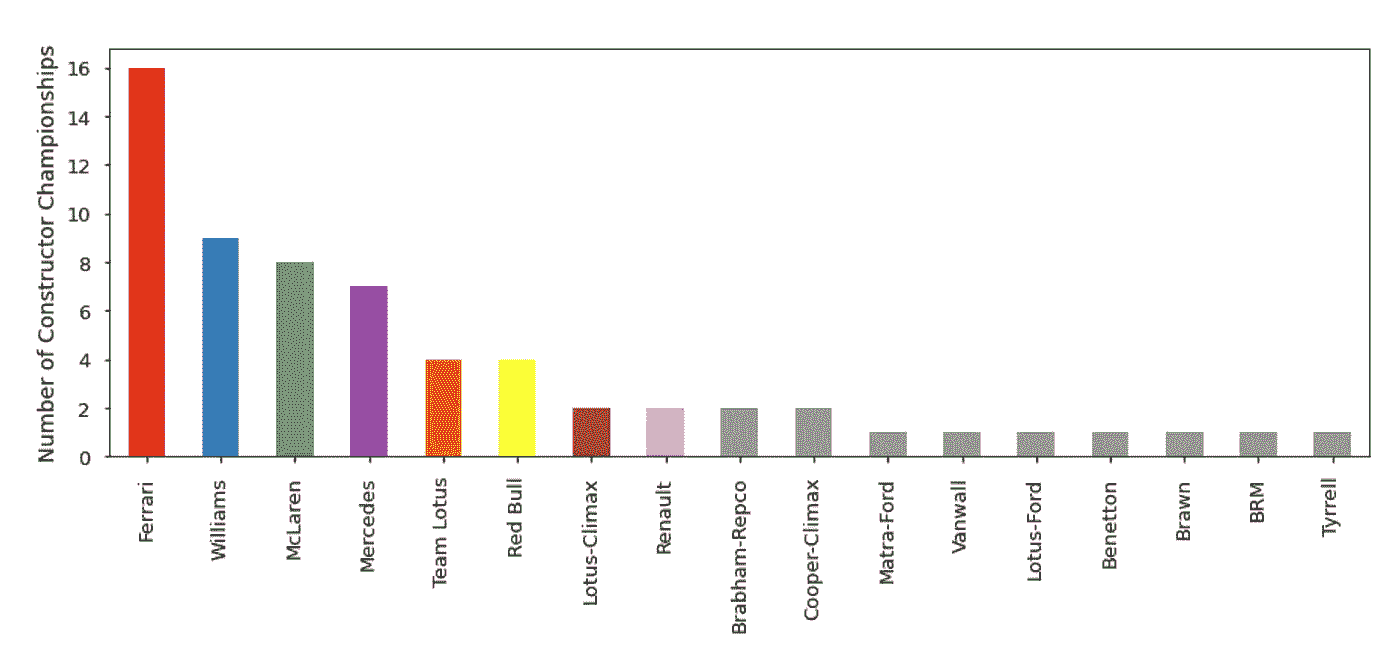 Number of Constructor Championships
16
14
12
10
8
6
4
2
0
Ferrari
Williams
McLaren
Mercedes
Team Lotus
Red Bull
Lotus-Climax
Renault
Brabham-Repco
Cooper-Climax
Matra-Ford
Vanwall
Lotus-Ford
Benetton
Brawn
BRM
Tyrrell